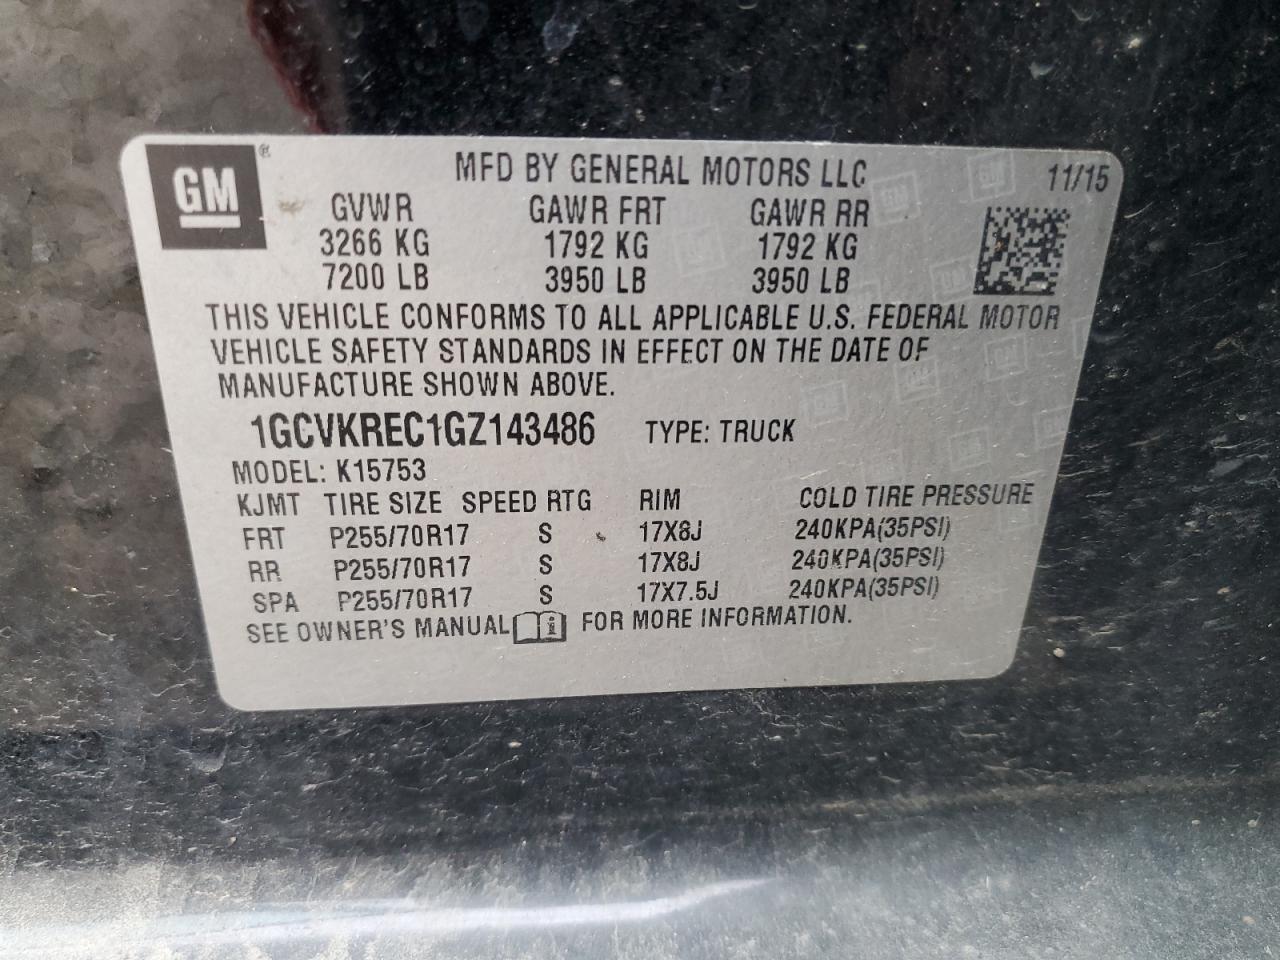 GM ® MFD BY GENERAL MOTORS LLC 11/15
GVWR GAWR FRT GAWR RR
3266 KG 1792 KG 1792 KG
7200 LB 3950 LB 3950 LB
THIS VEHICLE CONFORMS TO ALL APPLICABLE U.S. FEDERAL MOTOR
VEHICLE SAFETY STANDARDS IN EFFECT ON THE DATE OF
MANUFACTURE SHOWN ABOVE.
1GCVKREC1GZ143486 TYPE: TRUCK
MODEL: K15753
KJMT TIRE SIZE SPEED RTG RIM COLD TIRE PRESSURE
FRT P255/70R17 S 17X8J 240KPA(35PSI)
RR P255/70R17 S 17X8J 240KPA(35PSI)
SPA P255/70R17 S 17X7.5J 240KPA(35PSI)
SEE OWNER'S MANUAL i FOR MORE INFORMATION.